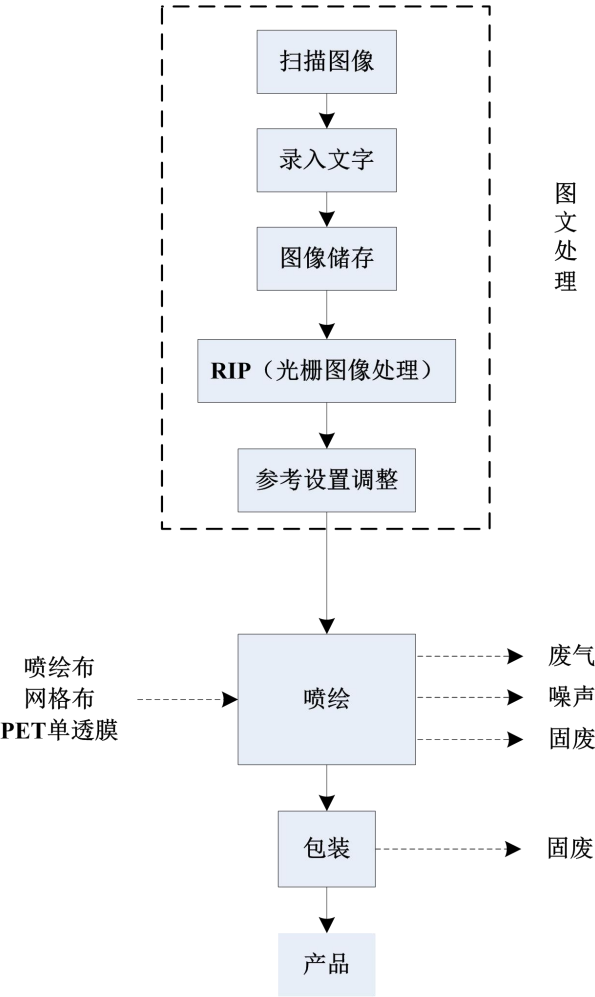 扫描图像
录入文字
图像储存
RIP（光栅图像处理）
参考设置调整
图文处理
喷绘布
网格布
PET单透膜
喷绘
废气
噪声
固废
包装
固废
产品